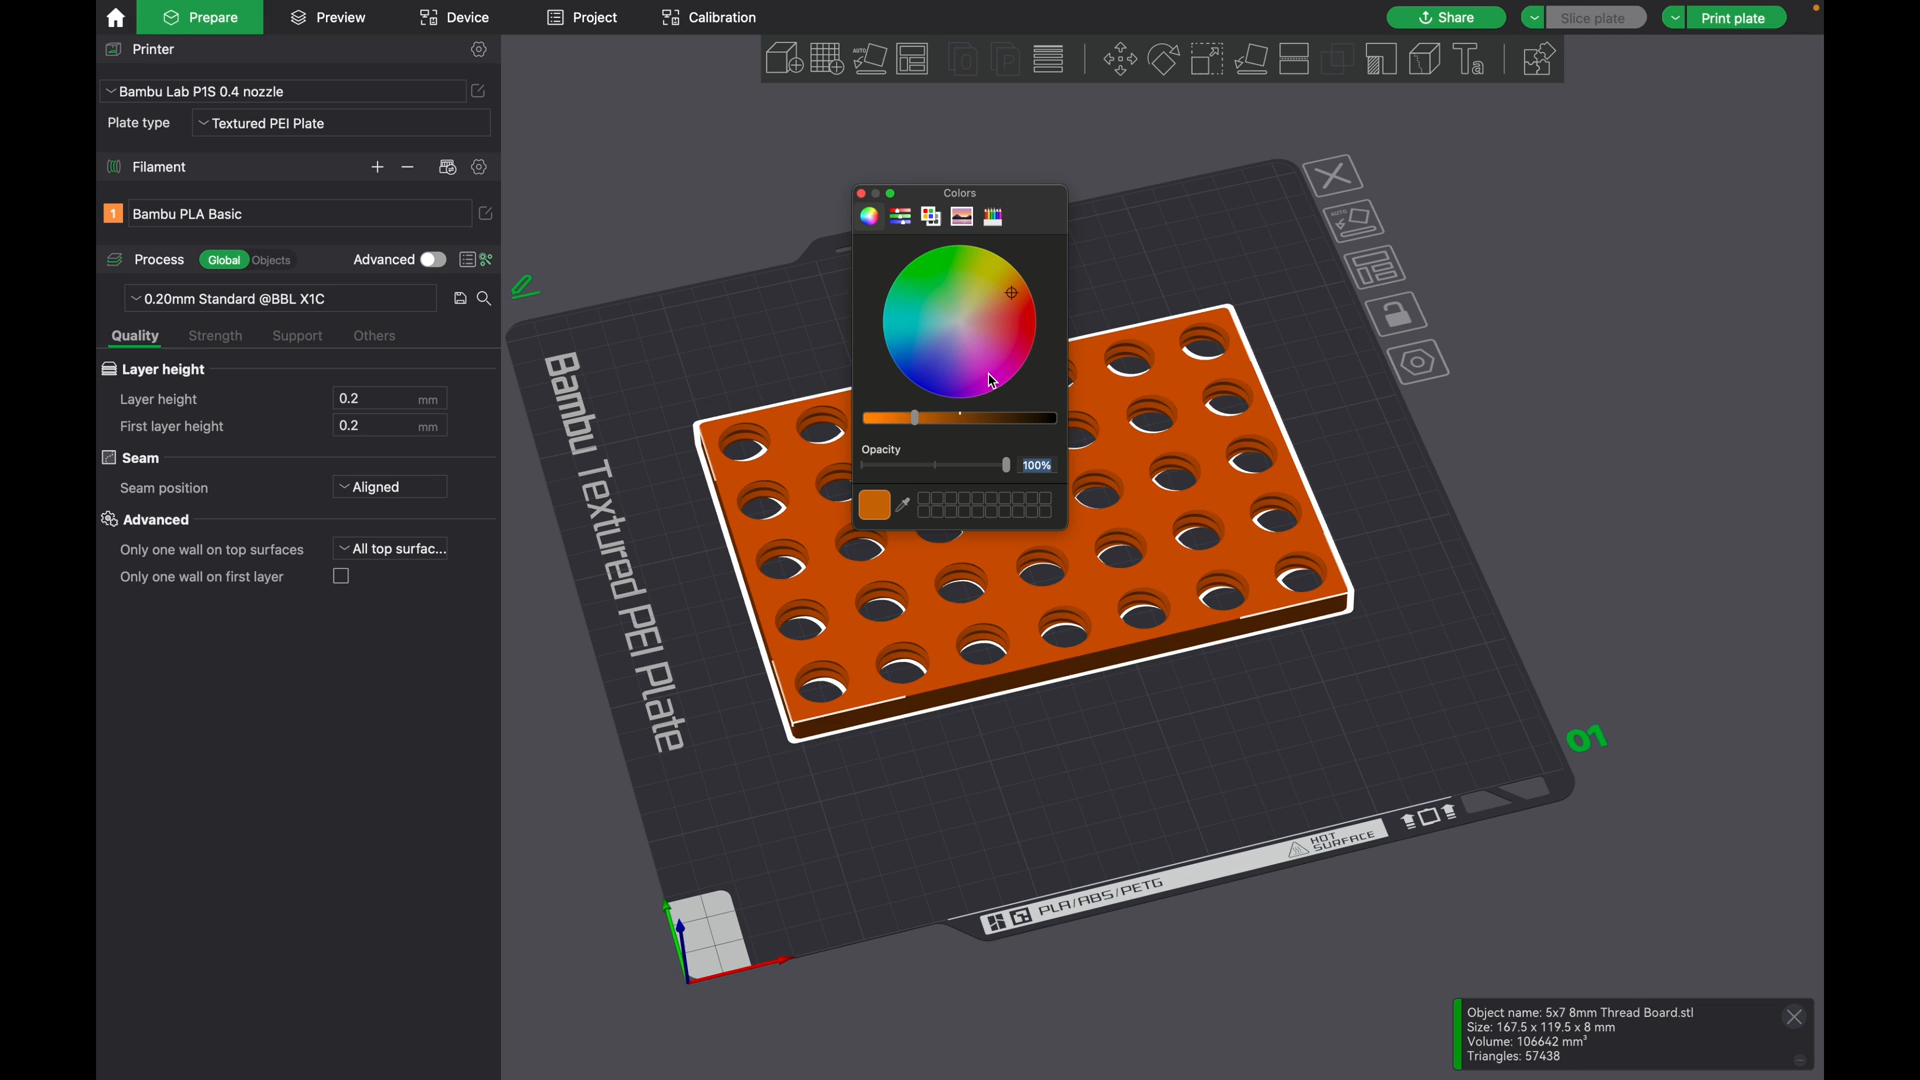 Prepare
Preview
Device
Project
Calibration
Share
Slice plate
Print plate
Printer
Bambu Lab P1S 0.4 nozzle
Plate type
Textured PEI Plate
Filament
1
Bambu PLA Basic
Process
Global
Objects
Advanced
0.20mm Standard @BBL X1C
Quality
Strength
Support
Others
Layer height
Layer height
0.2 mm
First layer height
0.2 mm
Seam
Seam position
Aligned
Advanced
Only one wall on top surfaces
All top surfac...
Only one wall on first layer
Colors
Opacity
100%
AUTO
AUTO
Bambu Textured PEI Plate
01
HOT
SURFACE
PLA/ABS/PETG
Object name: 5x7 8mm Thread Board.stl
Size: 167.5 x 119.5 x 8 mm
Volume: 106642 mm³
Triangles: 57438